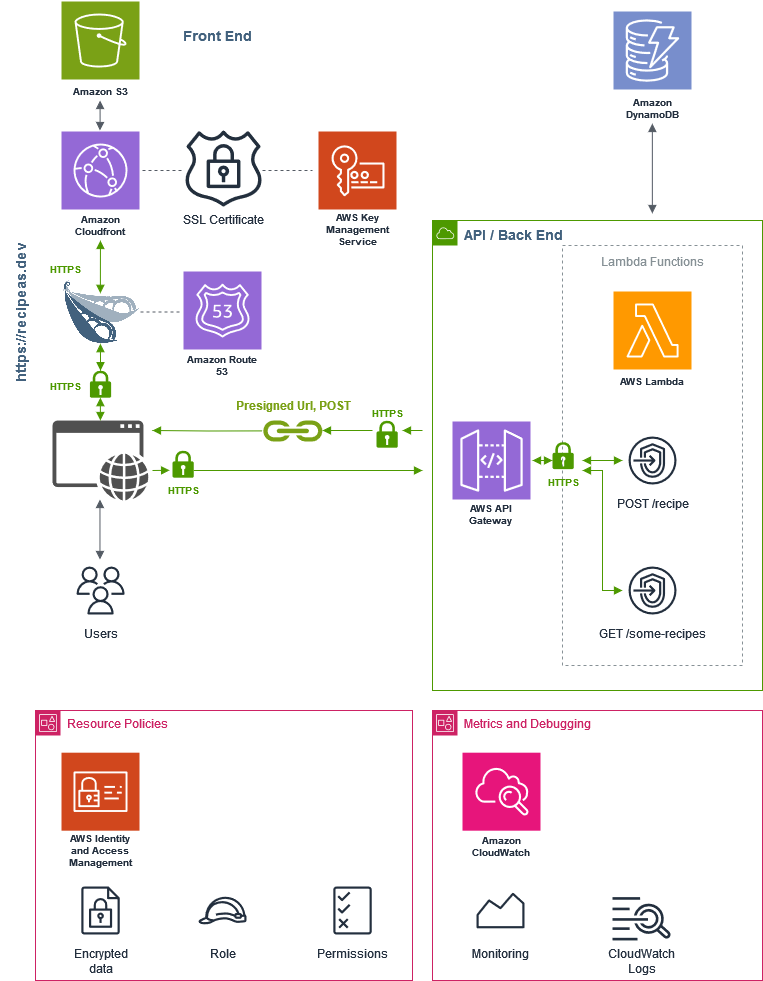 Front End
Amazon S3
Amazon
DynamoDB
Amazon
Cloudfront
SSL Certificate
AWS Key
Management
Service
https://recipeas.dev
HTTPS
53
Amazon Route
53
HTTPS
Presigned Url, POST
HTTPS
HTTPS
Users
API / Back End
Lambda Functions
AWS Lambda
</>
AWS API
Gateway
HTTPS
POST /recipe
GET /some-recipes
Resource Policies
AWS Identity
and Access
Management
Encrypted
data
Role
Permissions
Metrics and Debugging
Amazon
CloudWatch
Monitoring
CloudWatch
Logs